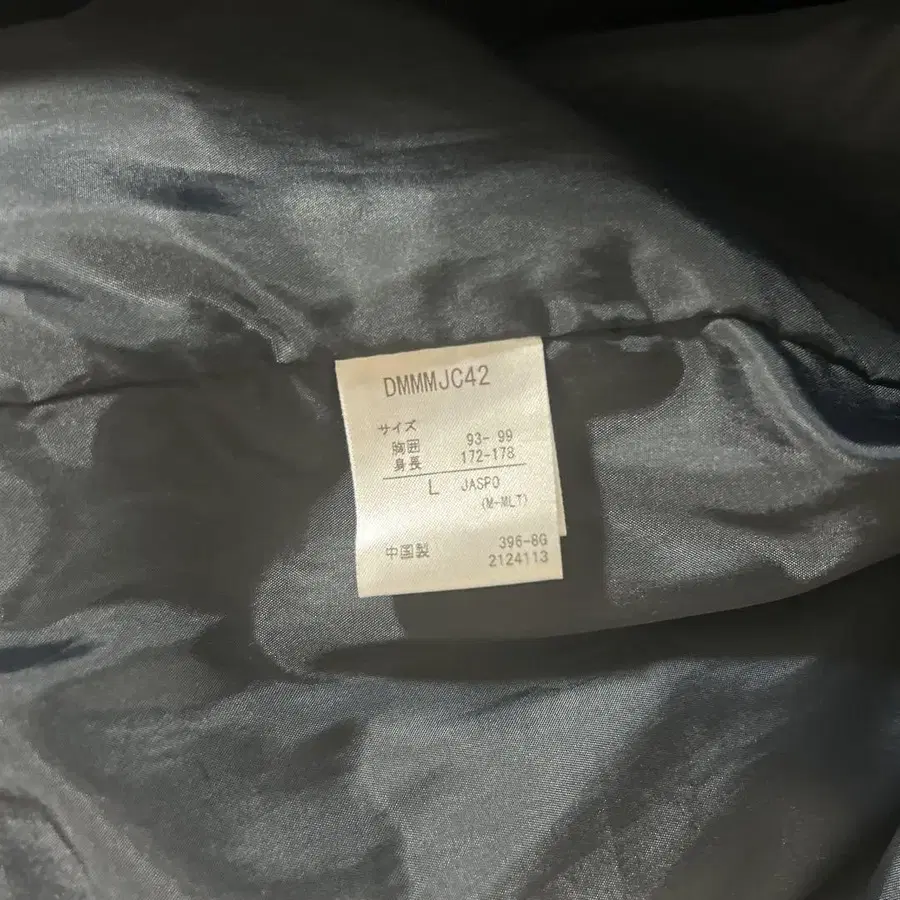 DMMMJC42
サイズ
胸囲 93-99
身長 172-178
L JASPO
(M-MLT)
中国製 396-8G
2124113